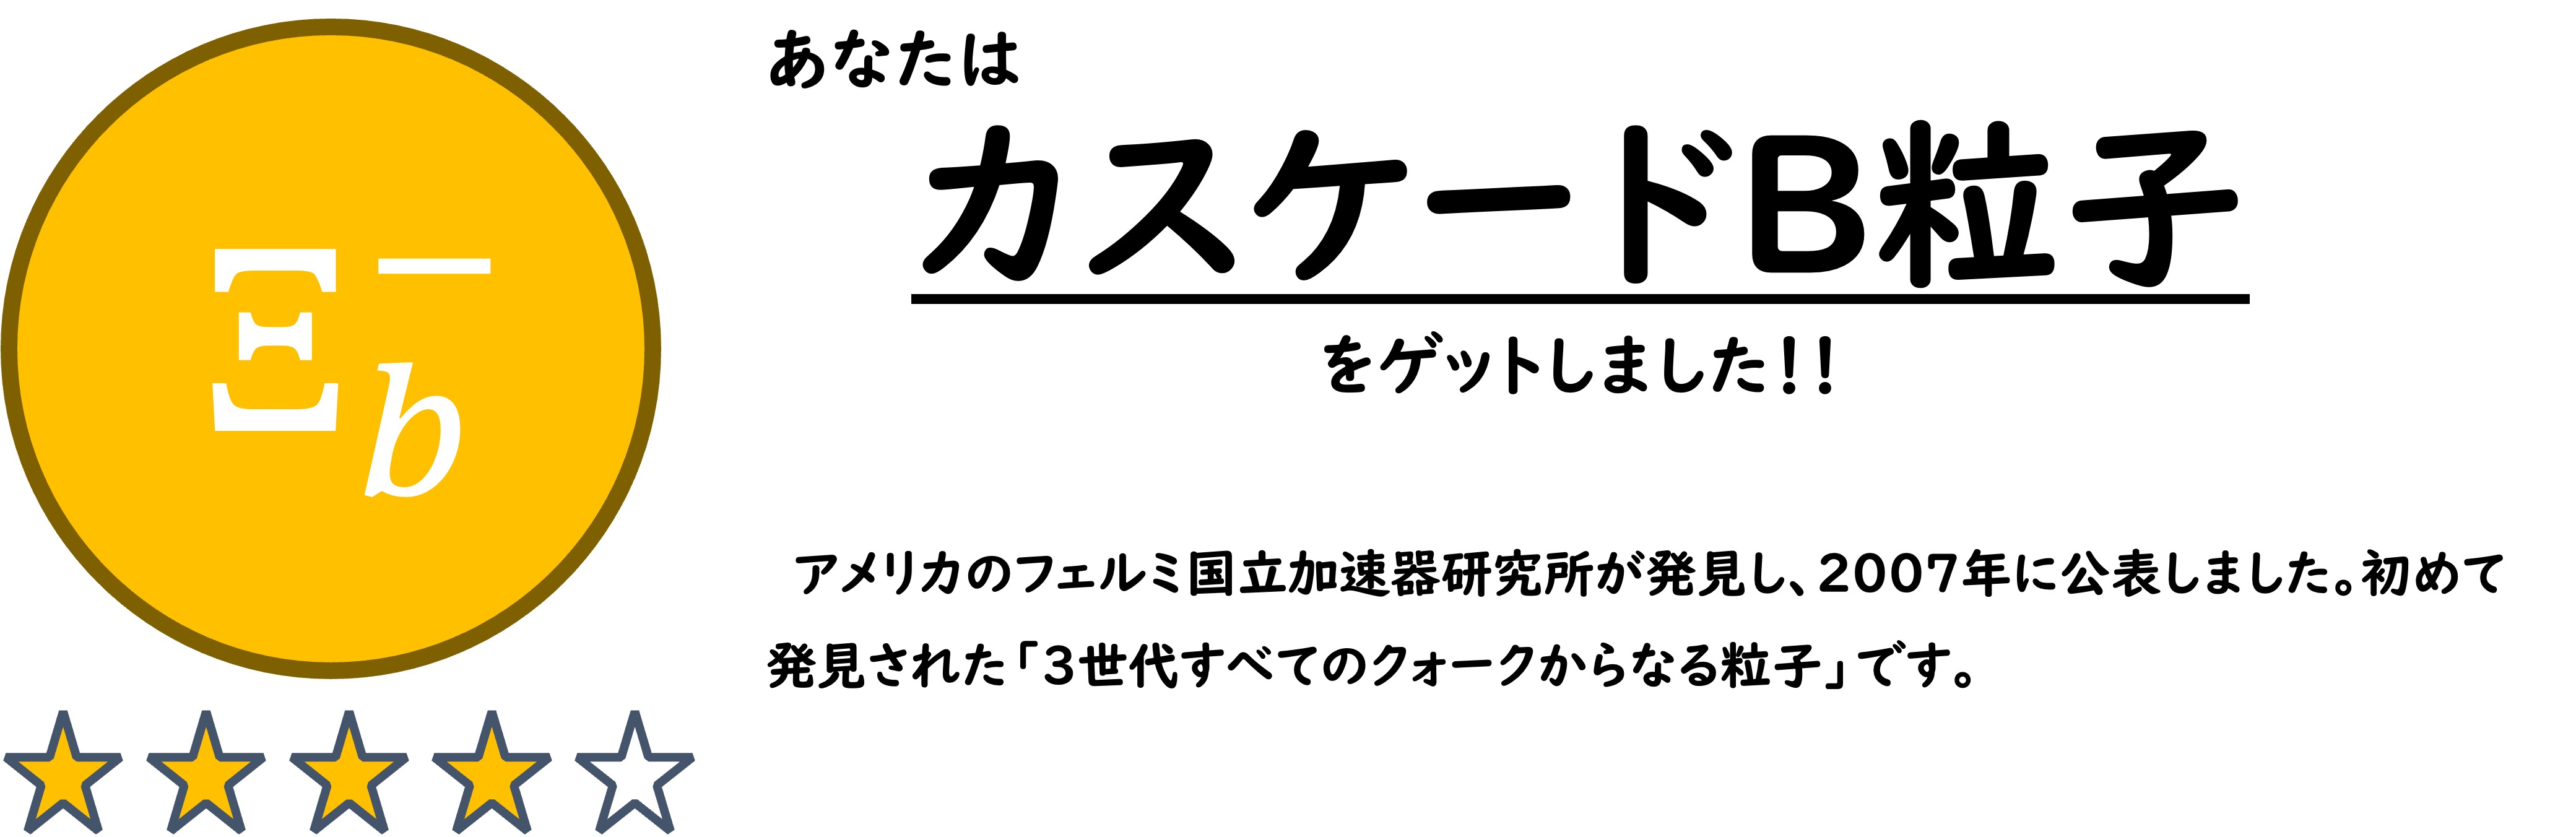 Ξ⁻b
あなたは
カスケードB粒子
をゲットしました！！
アメリカのフェルミ国立加速器研究所が発見し、2007年に公表しました。初めて
発見された「3世代すべてのクォークからなる粒子」です。